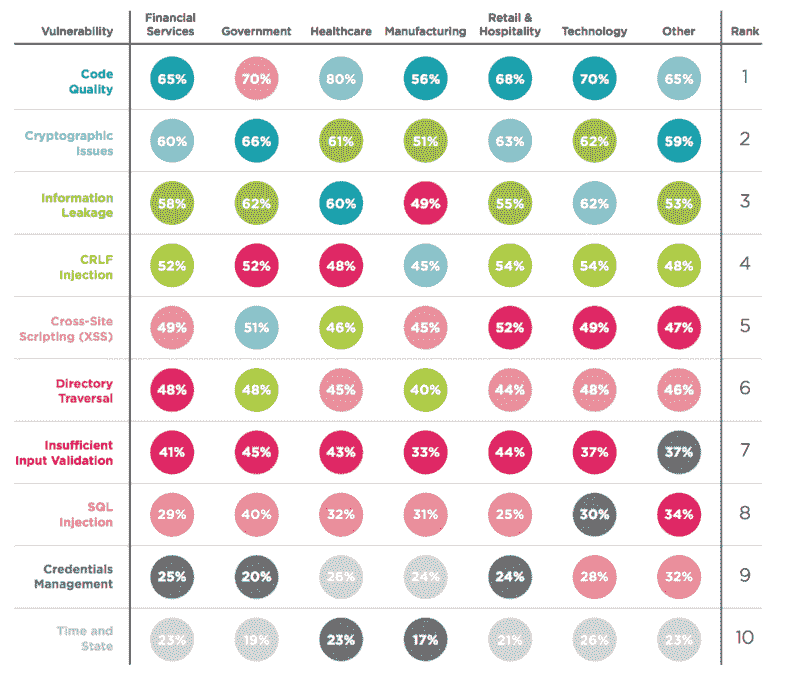 Vulnerability Financial Services Government Healthcare Manufacturing Retail & Hospitality Technology Other Rank
Code Quality 65% 70% 80% 56% 68% 70% 65% 1
Cryptographic Issues 60% 66% 61% 51% 63% 62% 59% 2
Information Leakage 58% 62% 60% 49% 55% 62% 53% 3
CRLF Injection 52% 52% 48% 45% 54% 54% 48% 4
Cross-Site Scripting (XSS) 49% 51% 46% 45% 52% 49% 47% 5
Directory Traversal 48% 48% 45% 40% 44% 48% 46% 6
Insufficient Input Validation 41% 45% 43% 33% 44% 37% 37% 7
SQL Injection 29% 40% 32% 31% 25% 30% 34% 8
Credentials Management 25% 20% 26% 24% 24% 28% 32% 9
Time and State 23% 19% 23% 17% 21% 26% 23% 10